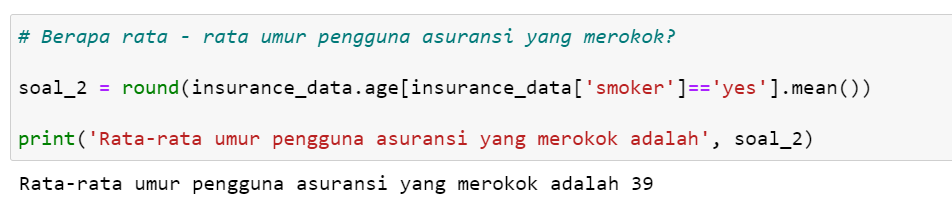 # Berapa rata - rata umur pengguna asuransi yang merokok?
soal_2 = round(insurance_data.age[insurance_data['smoker']=='yes'].mean())
print('Rata-rata umur pengguna asuransi yang merokok adalah', soal_2)
Rata-rata umur pengguna asuransi yang merokok adalah 39